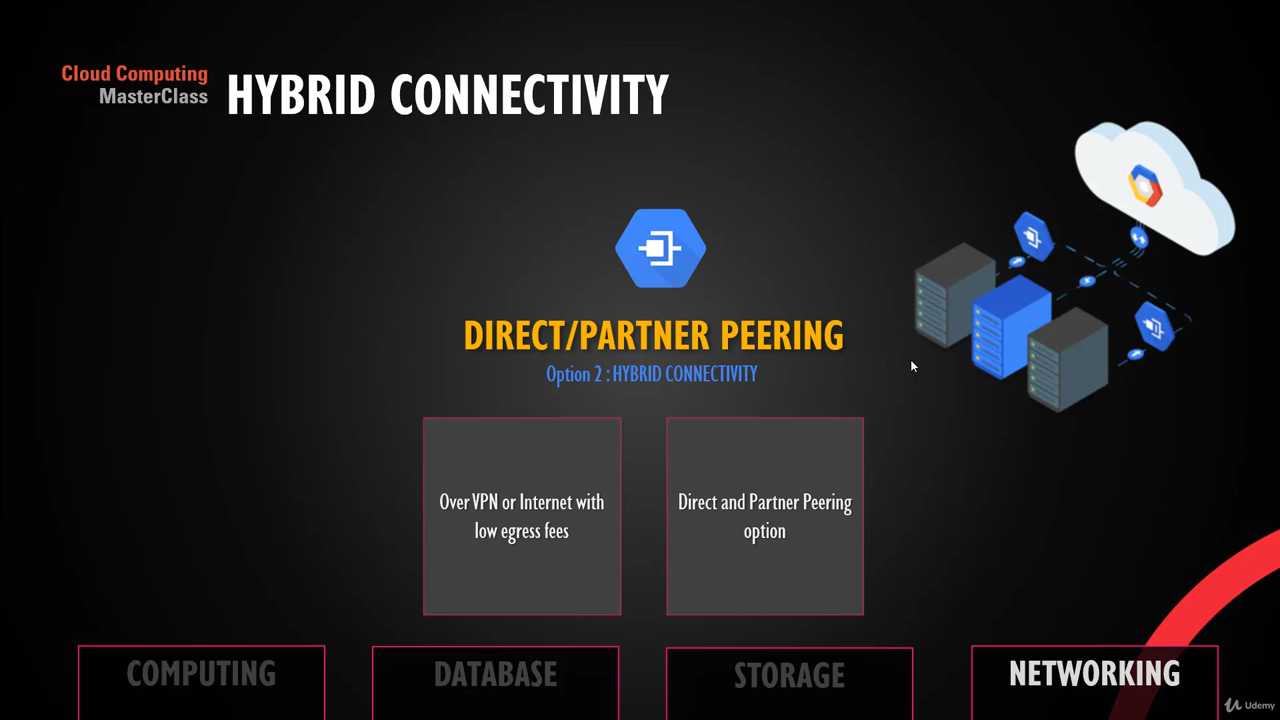 Cloud Computing
MasterClass
HYBRID CONNECTIVITY
DIRECT/PARTNER PEERING
Option 2 : HYBRID CONNECTIVITY
Over VPN or Internet with
low egress fees
Direct and Partner Peering
option
COMPUTING
DATABASE
STORAGE
NETWORKING
Udemy